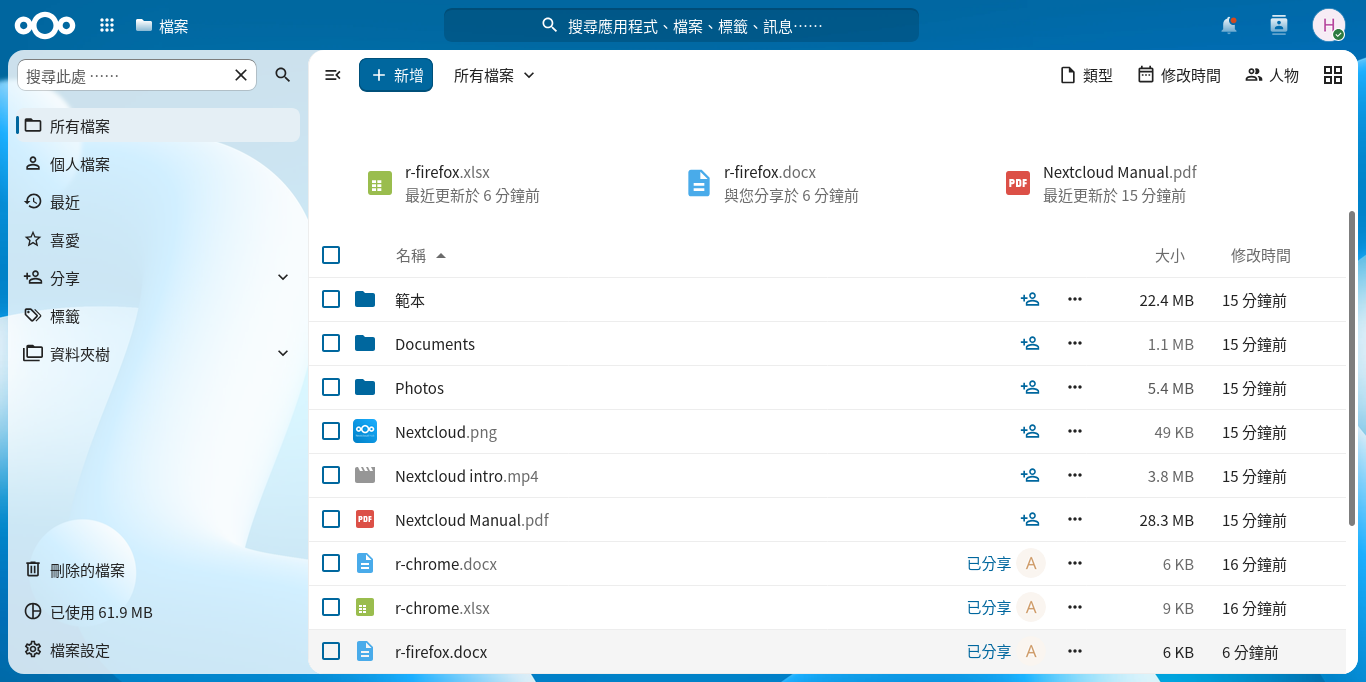 檔案
搜尋應用程式、檔案、標籤、訊息……
H
搜尋此處 ……
新增
所有檔案
類型
修改時間
人物
所有檔案
個人檔案
最近
喜愛
分享
標籤
資料夾樹
刪除的檔案
已使用 61.9 MB
檔案設定
r-firefox.xlsx
最近更新於 6 分鐘前
r-firefox.docx
與您分享於 6 分鐘前
PDF
Nextcloud Manual.pdf
最近更新於 15 分鐘前
名稱 大小 修改時間
範本 22.4 MB 15 分鐘前
Documents 1.1 MB 15 分鐘前
Photos 5.4 MB 15 分鐘前
Nextcloud.png 49 KB 15 分鐘前
Nextcloud intro.mp4 3.8 MB 15 分鐘前
PDF Nextcloud Manual.pdf 28.3 MB 15 分鐘前
r-chrome.docx 已分享 A 6 KB 16 分鐘前
r-chrome.xlsx 已分享 A 9 KB 16 分鐘前
r-firefox.docx 已分享 A 6 KB 6 分鐘前